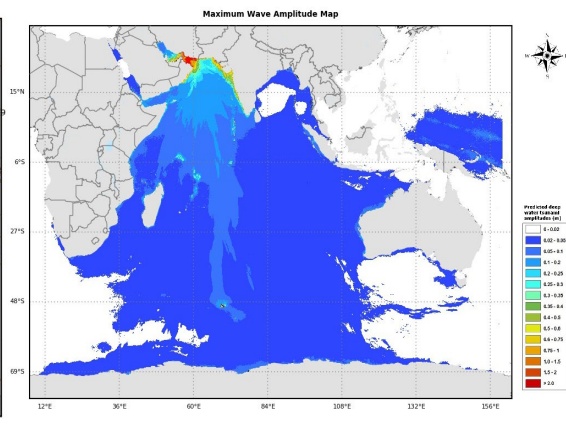 Maximum Wave Amplitude Map
N
W
E
S
15°N
6°S
27°S
48°S
69°S
12°E 36°E 60°E 84°E 108°E 132°E 156°E
Predicted deep
water tsunami
amplitudes (m)
0 - 0.02
0.02 - 0.05
0.05 - 0.1
0.1 - 0.2
0.2 - 0.25
0.25 - 0.3
0.3 - 0.35
0.35 - 0.4
0.4 - 0.5
0.5 - 0.6
0.6 - 0.75
0.75 - 1
1.0 - 1.5
1.5 - 2
> 2.0